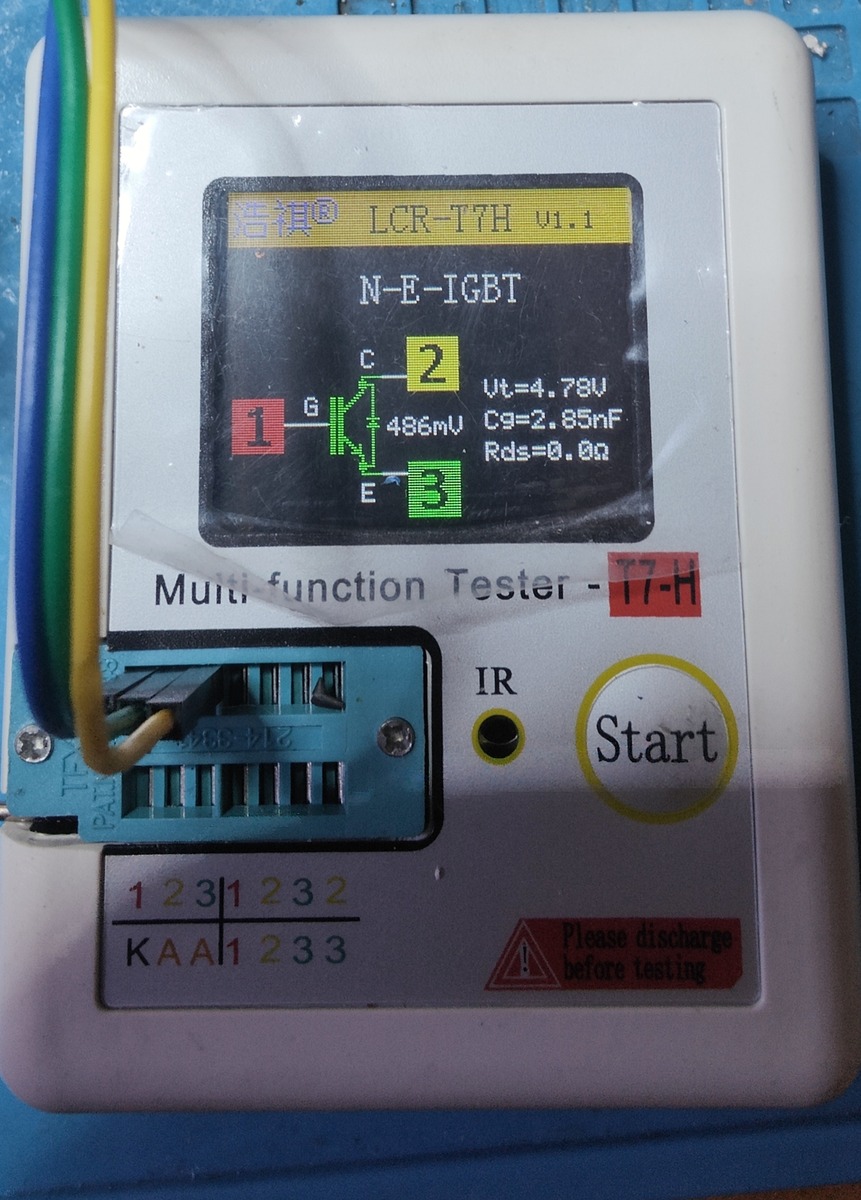 浩祺® LCR-T7H V1.1
N-E-IGBT
C 2
1 G
486mV
E 3
Vt=4.78V
Cg=2.85nF
Rds=0.0Ω
Multi-function Tester - T7-H
IR
Start
1 2 3 1 2 3 2
K A A 1 2 3 3
!
Please discharge
before testing